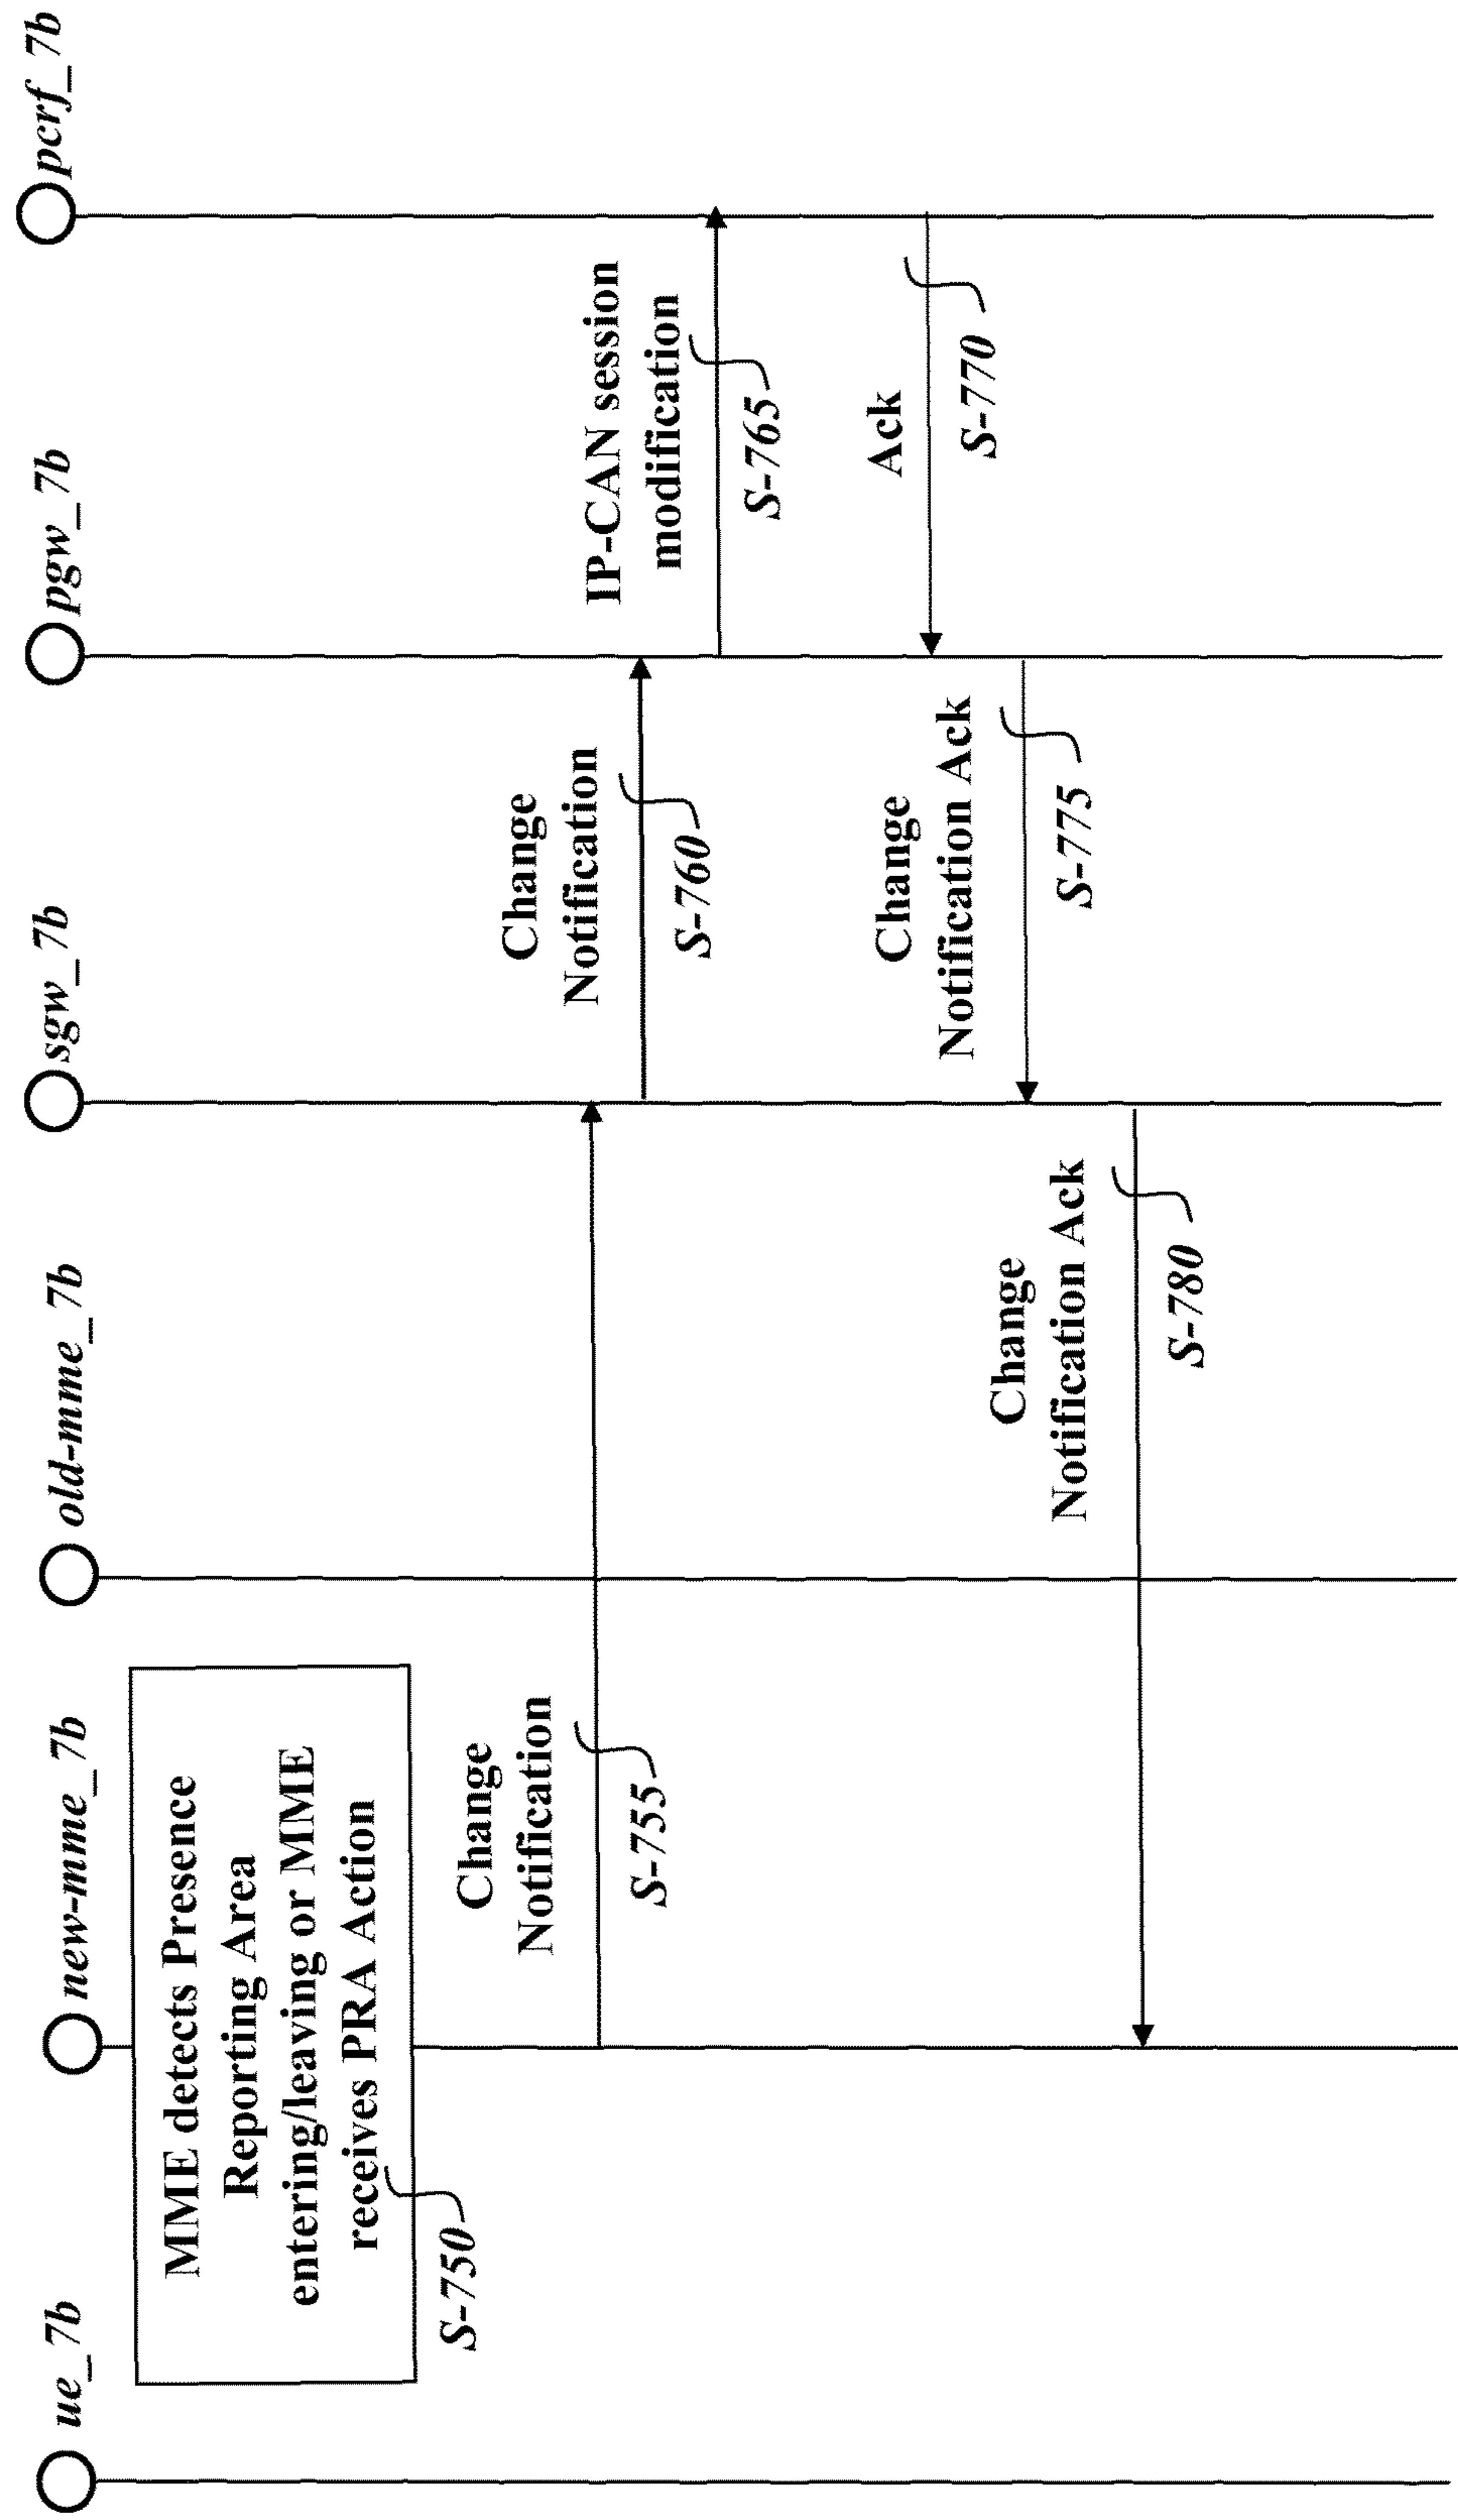 ue_7b
new-mme_7b
old-mme_7b
sgw_7b
pgw_7b
pcrf_7b
MME detects Presence
Reporting Area
entering/leaving or MME
receives PRA Action
S-750
Change
Notification
S-755
Change
Notification
S-760
IP-CAN session
modification
S-765
Ack
S-770
Change
Notification Ack
S-775
Change
Notification Ack
S-780